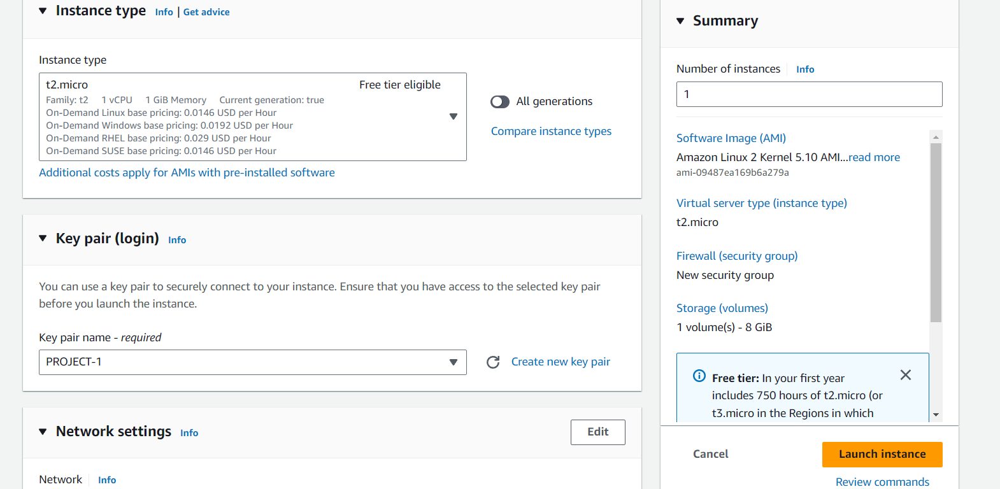 Instance type Info | Get advice
Instance type
t2.micro Free tier eligible
Family: t2 1 vCPU 1 GiB Memory Current generation: true
On-Demand Linux base pricing: 0.0146 USD per Hour
On-Demand Windows base pricing: 0.0192 USD per Hour
On-Demand RHEL base pricing: 0.029 USD per Hour
On-Demand SUSE base pricing: 0.0146 USD per Hour
All generations
Compare instance types
Additional costs apply for AMIs with pre-installed software
Key pair (login) Info
You can use a key pair to securely connect to your instance. Ensure that you have access to the selected key pair
before you launch the instance.
Key pair name - required
PROJECT-1
Create new key pair
Network settings Info
Edit
Network Info
Summary
Number of instances Info
1
Software Image (AMI)
Amazon Linux 2 Kernel 5.10 AMI...read more
ami-09487ea169b6a279a
Virtual server type (instance type)
t2.micro
Firewall (security group)
New security group
Storage (volumes)
1 volume(s) - 8 GiB
Free tier: In your first year
includes 750 hours of t2.micro (or
t3.micro in the Regions in which
Cancel
Launch instance
Review commands